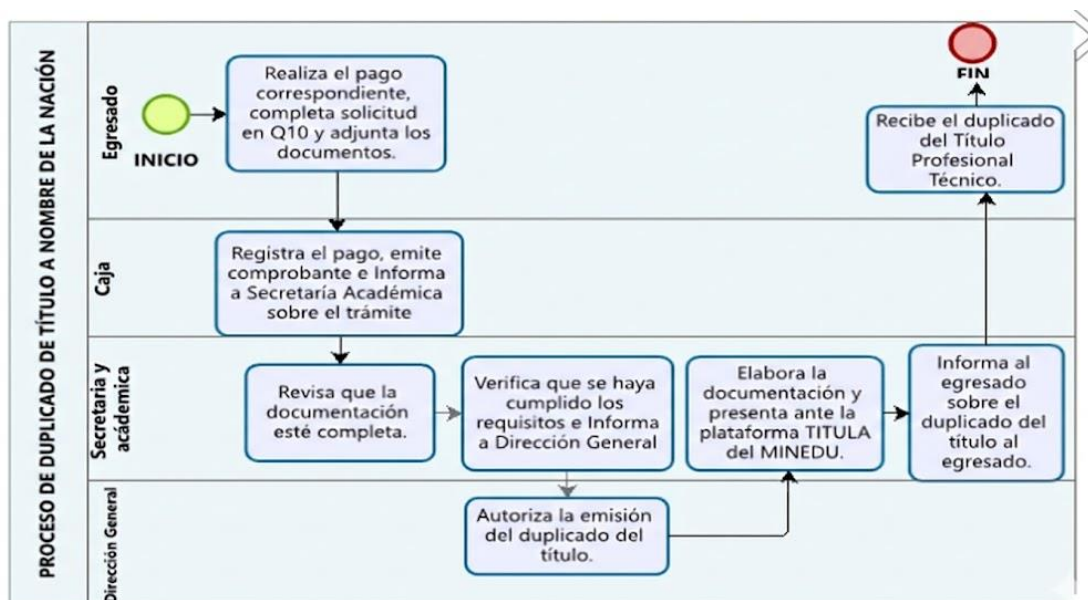 PROCESO DE DUPLICADO DE TÍTULO A NOMBRE DE LA NACIÓN
Egresado
INICIO
Realiza el pago
correspondiente,
completa solicitud
en Q10 y adjunta los
documentos.
FIN
Recibe el duplicado
del Título
Profesional
Técnico.
Caja
Registra el pago, emite
comprobante e Informa
a Secretaría Académica
sobre el trámite
Secretaria y
académica
Revisa que la
documentación
esté completa.
Verifica que se haya
cumplido los
requisitos e Informa
a Dirección General
Elabora la
documentación y
presenta ante la
plataforma TITULA
del MINEDU.
Informa al
egresado sobre el
duplicado del
título al
egresado.
Dirección General
Autoriza la emisión
del duplicado del
título.